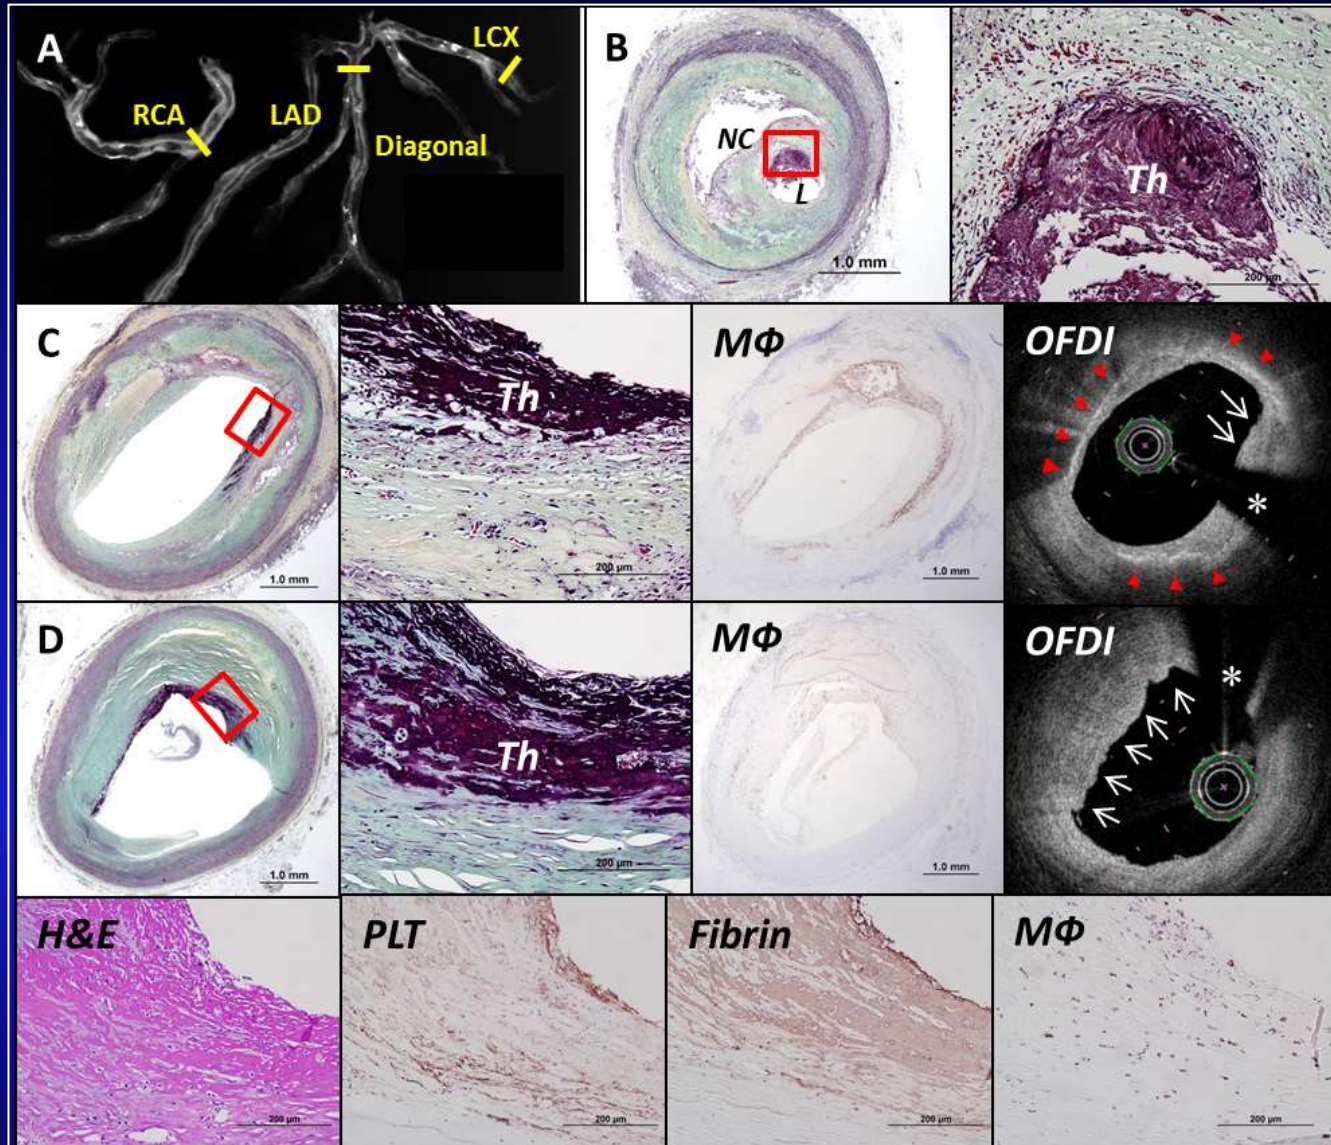 A
LCX
RCA
LAD
Diagonal
B
NC
L
1.0 mm
Th
200 μm
C
1.0 mm
Th
200 μm
MΦ
1.0 mm
OFDI
*
D
1.0 mm
Th
200 μm
MΦ
1.0 mm
OFDI
*
H&E
200 μm
PLT
200 μm
Fibrin
200 μm
MΦ
200 μm